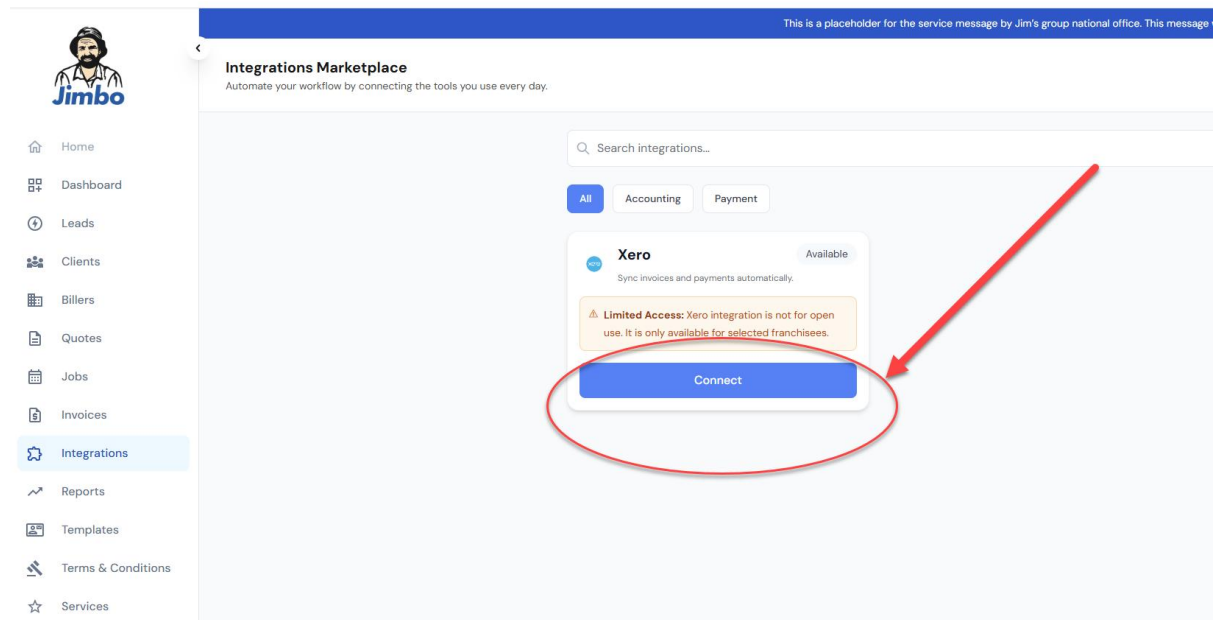 This is a placeholder for the service message by Jim's group national office. This message
Jimbo
Integrations Marketplace
Automate your workflow by connecting the tools you use every day.
Home
Dashboard
Leads
Clients
Billers
Quotes
Jobs
Invoices
Integrations
Reports
Templates
Terms & Conditions
Services
Search integrations...
All Accounting Payment
xero
Xero Available
Sync invoices and payments automatically.
Limited Access: Xero integration is not for open
use. It is only available for selected franchisees.
Connect